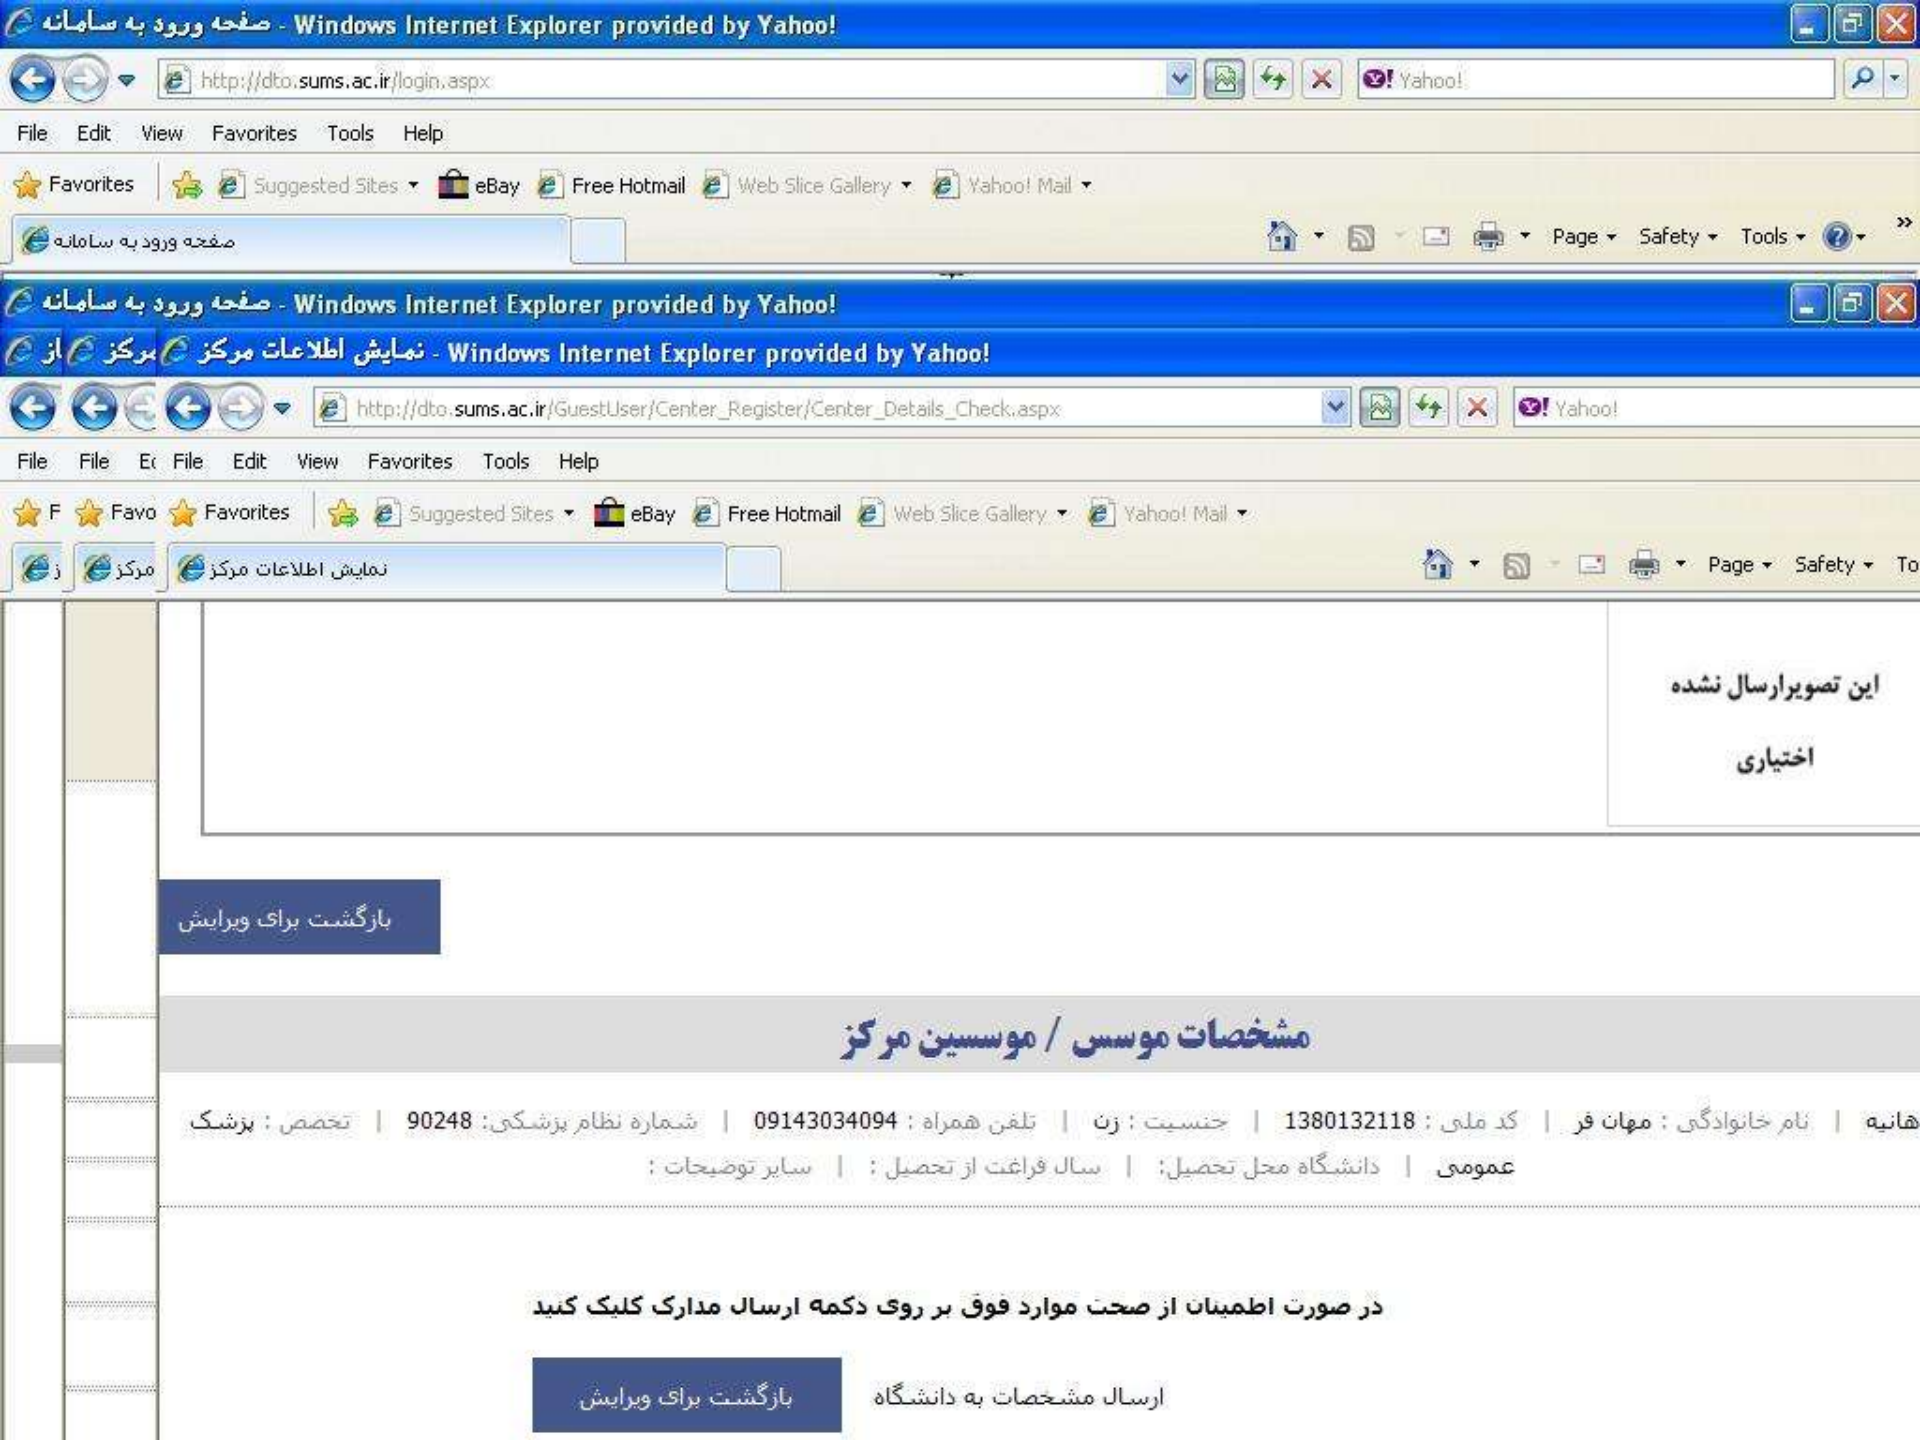 صفحه ورود به سامانه - Windows Internet Explorer provided by Yahoo!
http://dto.sums.ac.ir/login.aspx
Yahoo!
File Edit View Favorites Tools Help
Favorites Suggested Sites eBay Free Hotmail Web Slice Gallery Yahoo! Mail
صفحه ورود به سامانه
Page Safety Tools »
صفحه ورود به سامانه - Windows Internet Explorer provided by Yahoo!
از مرکز نمایش اطلاعات مرکز - Windows Internet Explorer provided by Yahoo!
http://dto.sums.ac.ir/GuestUser/Center_Register/Center_Details_Check.aspx
Yahoo!
File File Ed File Edit View Favorites Tools Help
F Favo Favorites Suggested Sites eBay Free Hotmail Web Slice Gallery Yahoo! Mail
ز مرکز نمایش اطلاعات مرکز
Page Safety To
این تصویرارسال نشده
اختیاری
بازگشت برای ویرایش
مشخصات موسس / موسسین مرکز
هانیه | نام خانوادگی : مهان فر | کد ملی : 1380132118 | جنسیت : زن | تلفن همراه : 09143034094 | شماره نظام پزشکی: 90248 | تخصص : پزشک
عمومی | دانشگاه محل تحصیل: | سال فراغت از تحصیل : | سایر توضیحات :
در صورت اطمینان از صحت موارد فوق بر روی دکمه ارسال مدارک کلیک کنید
ارسال مشخصات به دانشگاه
بازگشت برای ویرایش